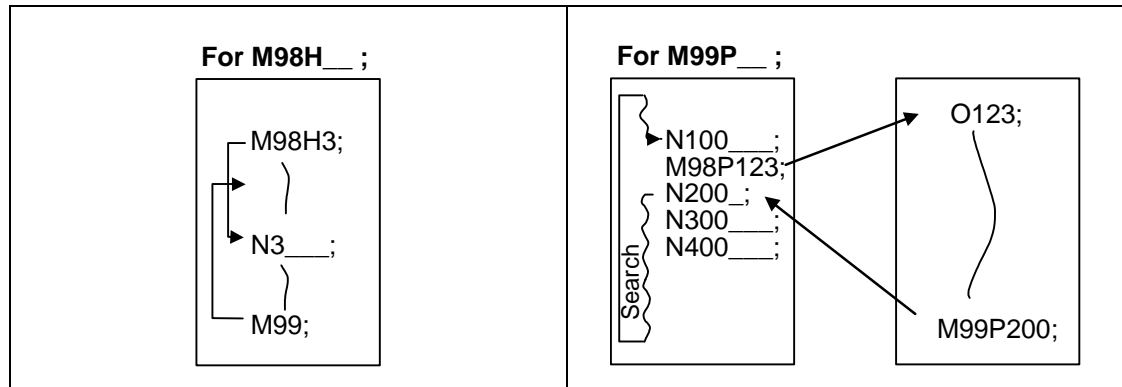 For M98H__ ;
M98H3;
N3___;
M99;
For M99P__ ;
Search
N100___;
M98P123;
N200_;
N300___;
N400___;
O123;
M99P200;